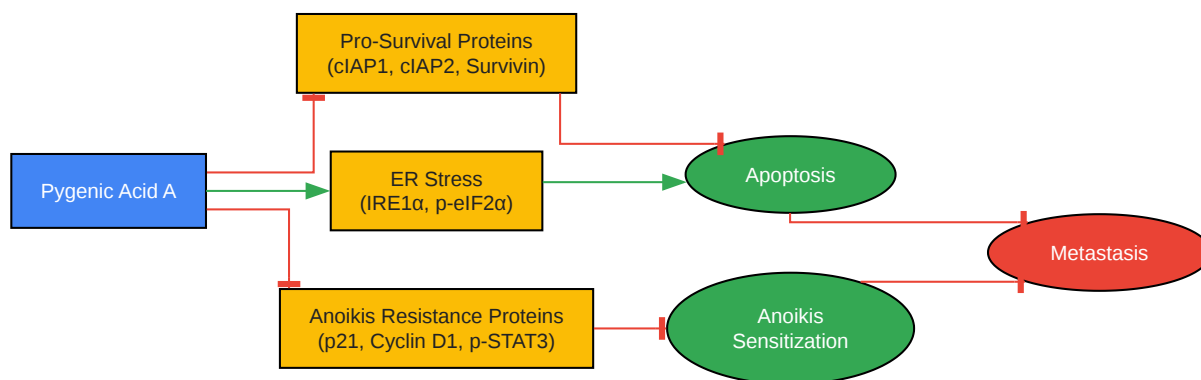 Pro-Survival Proteins
(cIAP1, cIAP2, Survivin)
Pygenic Acid A
ER Stress
(IRE1α, p-eIF2α)
Apoptosis
Metastasis
Anoikis Resistance Proteins
(p21, Cyclin D1, p-STAT3)
Anoikis
Sensitization